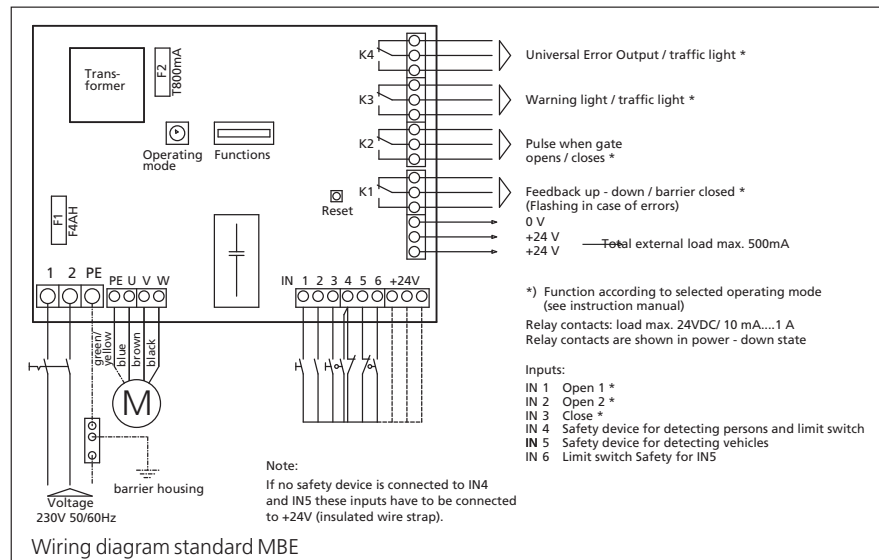 Trans-
former
F2
T800mA
K4
Universal Error Output / traffic light *
K3
Warning light / traffic light *
Operating
mode
Functions
K2
Pulse when gate
opens / closes *
Reset
K1
Feedback up - down / barrier closed *
(Flashing in case of errors)
0 V
+24 V
+24 V
Total external load max. 500mA
F1
F4AH
1 2 PE
PE U V W
IN 1 2 3 4 5 6 +24V
green/
yellow
blue
brown
black
M
barrier housing
Voltage
230V 50/60Hz
*) Function according to selected operating mode
(see instruction manual)
Relay contacts: load max. 24VDC/ 10 mA....1 A
Relay contacts are shown in power - down state
Inputs:
IN 1 Open 1 *
IN 2 Open 2 *
IN 3 Close *
IN 4 Safety device for detecting persons and limit switch
IN 5 Safety device for detecting vehicles
IN 6 Limit switch Safety for IN5
Note:
If no safety device is connected to IN4
and IN5 these inputs have to be connected
to +24V (insulated wire strap).
Wiring diagram standard MBE